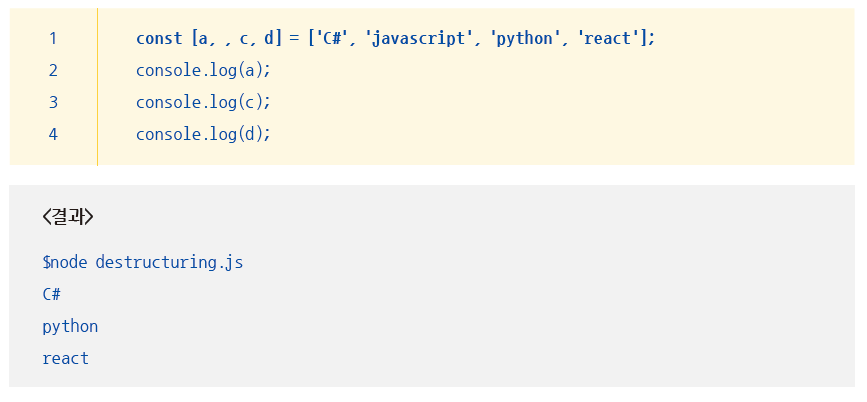 1 const [a, , c, d] = ['C#', 'javascript', 'python', 'react'];
2 console.log(a);
3 console.log(c);
4 console.log(d);
<결과>
$node destructuring.js
C#
python
react